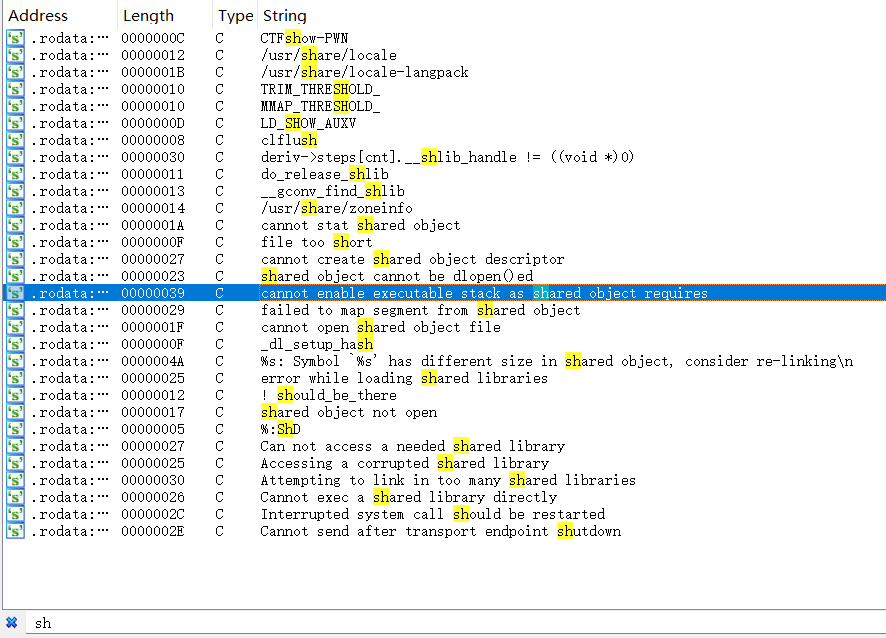 Address Length Type String
.rodata:··· 0000000C C CTFshow-PWN
.rodata:··· 00000012 C /usr/share/locale
.rodata:··· 0000001B C /usr/share/locale-langpack
.rodata:··· 00000010 C TRIM_THRESHOLD_
.rodata:··· 00000010 C MMAP_THRESHOLD_
.rodata:··· 0000000D C LD_SHOW_AUXV
.rodata:··· 00000008 C clflush
.rodata:··· 00000030 C deriv->steps[cnt].__shlib_handle != ((void *)0)
.rodata:··· 00000011 C do_release_shlib
.rodata:··· 00000013 C __gconv_find_shlib
.rodata:··· 00000014 C /usr/share/zoneinfo
.rodata:··· 0000001A C cannot stat shared object
.rodata:··· 0000000F C file too short
.rodata:··· 00000027 C cannot create shared object descriptor
.rodata:··· 00000023 C shared object cannot be dlopen()ed
.rodata:··· 00000039 C cannot enable executable stack as shared object requires
.rodata:··· 00000029 C failed to map segment from shared object
.rodata:··· 0000001F C cannot open shared object file
.rodata:··· 0000000F C _dl_setup_hash
.rodata:··· 0000004A C %s: Symbol `%s' has different size in shared object, consider re-linking\n
.rodata:··· 00000025 C error while loading shared libraries
.rodata:··· 00000012 C ! should_be_there
.rodata:··· 00000017 C shared object not open
.rodata:··· 00000005 C %:ShD
.rodata:··· 00000027 C Can not access a needed shared library
.rodata:··· 00000025 C Accessing a corrupted shared library
.rodata:··· 00000030 C Attempting to link in too many shared libraries
.rodata:··· 00000026 C Cannot exec a shared library directly
.rodata:··· 0000002C C Interrupted system call should be restarted
.rodata:··· 0000002E C Cannot send after transport endpoint shutdown
sh